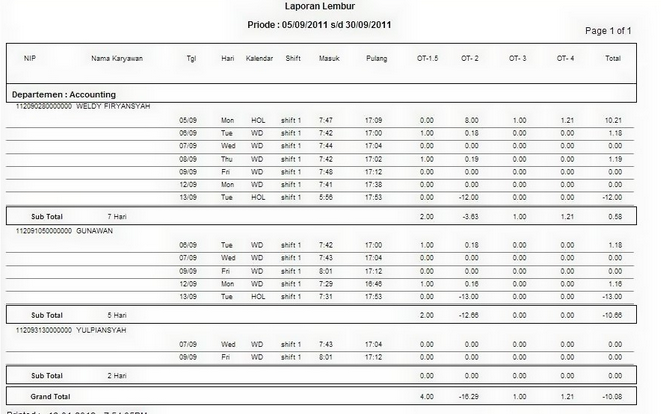 Laporan Lembur
Priode : 05/09/2011 s/d 30/09/2011
Page 1 of 1
NIP Nama Karyawan Tgl Hari Kalendar Shift Masuk Pulang OT-1.5 OT- 2 OT- 3 OT- 4 Total
Departemen : Accounting
112090280000000 WELDY FIRYANSYAH
05/09 Mon HOL shift 1 7:47 17:09 0.00 8.00 1.00 1.21 10.21
06/09 Tue WD shift 1 7:42 17:00 1.00 0.18 0.00 0.00 1.18
07/09 Wed WD shift 1 7:44 17:04 0.00 0.00 0.00 0.00 0.00
08/09 Thu WD shift 1 7:42 17:02 1.00 0.19 0.00 0.00 1.19
09/09 Fri WD shift 1 7:48 17:12 0.00 0.00 0.00 0.00 0.00
12/09 Mon WD shift 1 7:41 17:38 0.00 0.00 0.00 0.00 0.00
13/09 Tue HOL shift 1 5:56 17:53 0.00 -12.00 0.00 0.00 -12.00
Sub Total 7 Hari 2.00 -3.63 1.00 1.21 0.58
112091050000000 GUNAWAN
06/09 Tue WD shift 1 7:42 17:00 1.00 0.18 0.00 0.00 1.18
07/09 Wed WD shift 1 7:43 17:04 0.00 0.00 0.00 0.00 0.00
09/09 Fri WD shift 1 8:01 17:12 0.00 0.00 0.00 0.00 0.00
12/09 Mon WD shift 1 7:29 16:46 1.00 0.16 0.00 0.00 1.16
13/09 Tue HOL shift 1 7:31 17:53 0.00 -13.00 0.00 0.00 -13.00
Sub Total 5 Hari 2.00 -12.66 0.00 0.00 -10.66
112093130000000 YULPIANSYAH
07/09 Wed WD shift 1 7:43 17:04 0.00 0.00 0.00 0.00 0.00
09/09 Fri WD shift 1 8:01 17:12 0.00 0.00 0.00 0.00 0.00
Sub Total 2 Hari 0.00 0.00 0.00 0.00 0.00
Grand Total 4.00 -16.29 1.00 1.21 -10.08